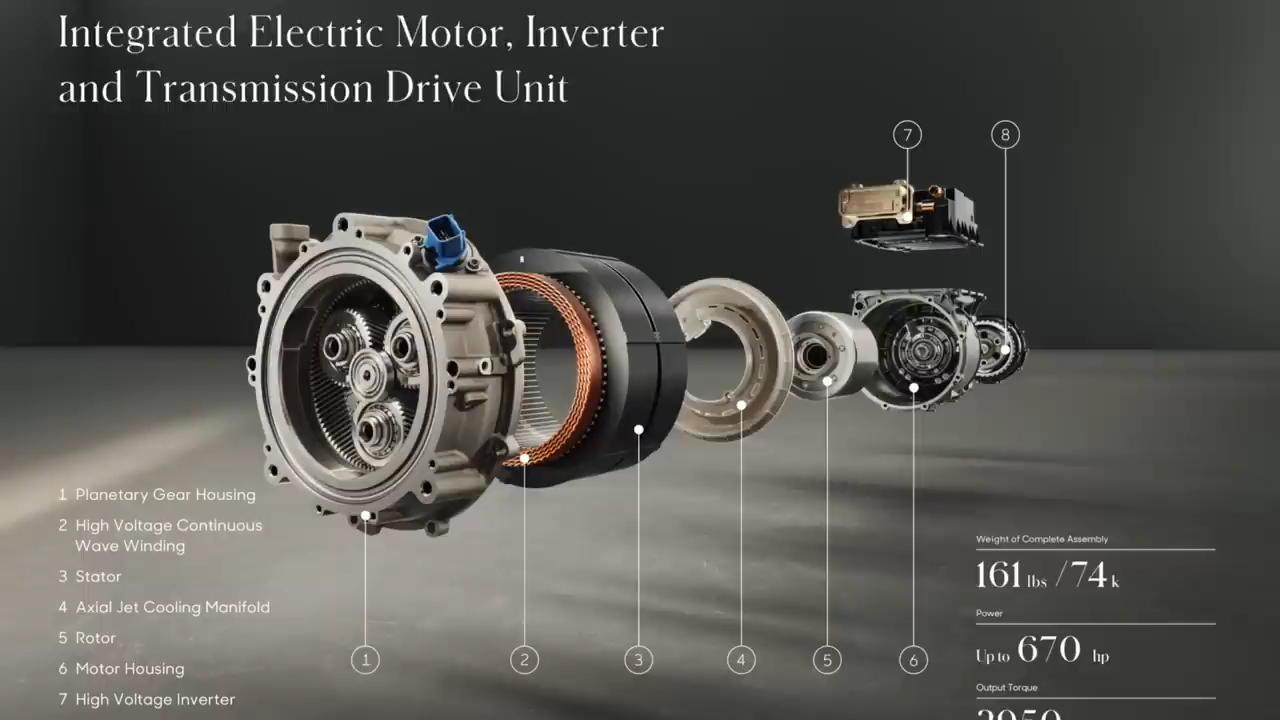 Integrated Electric Motor, Inverter
and Transmission Drive Unit
7
8
1 Planetary Gear Housing
2 High Voltage Continuous
Wave Winding
3 Stator
4 Axial Jet Cooling Manifold
5 Rotor
6 Motor Housing
7 High Voltage Inverter
1
2
3
4
5
6
Weight of Complete Assembly
161 lbs / 74 k
Power
Up to 670 hp
Output Torque